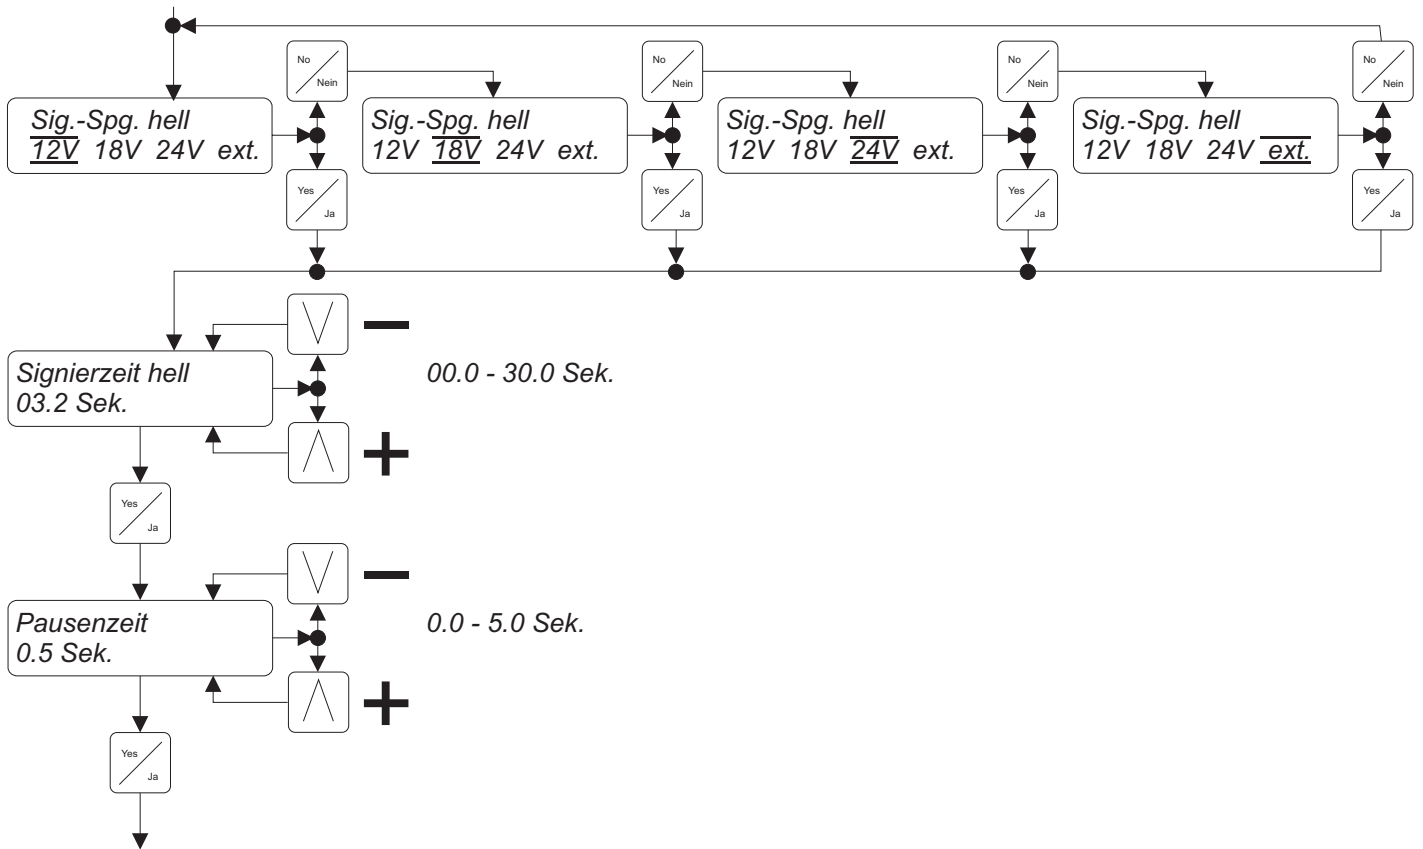 No
Nein
No
Nein
No
Nein
No
Nein
Sig.-Spg. hell
12V 18V 24V ext.
Sig.-Spg. hell
12V 18V 24V ext.
Sig.-Spg. hell
12V 18V 24V ext.
Sig.-Spg. hell
12V 18V 24V ext.
Yes
Ja
Yes
Ja
Yes
Ja
Yes
Ja
Signierzeit hell
03.2 Sek.
00.0 - 30.0 Sek.
Yes
Ja
Pausenzeit
0.5 Sek.
0.0 - 5.0 Sek.
Yes
Ja